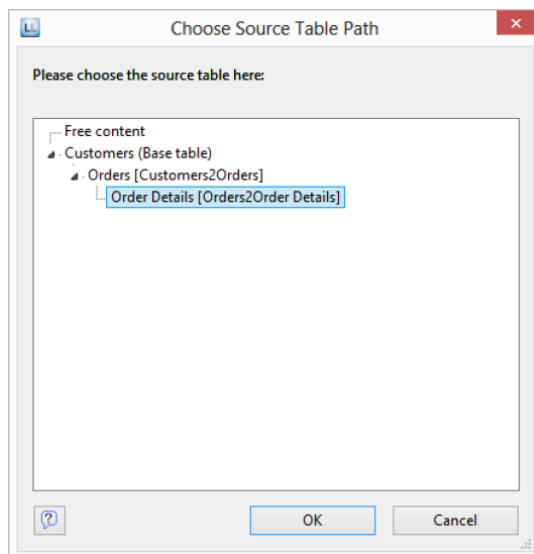 LL
Choose Source Table Path
Please choose the source table here:
Free content
Customers (Base table)
Orders [Customers2Orders]
Order Details [Orders2Order Details]
?
OK
Cancel